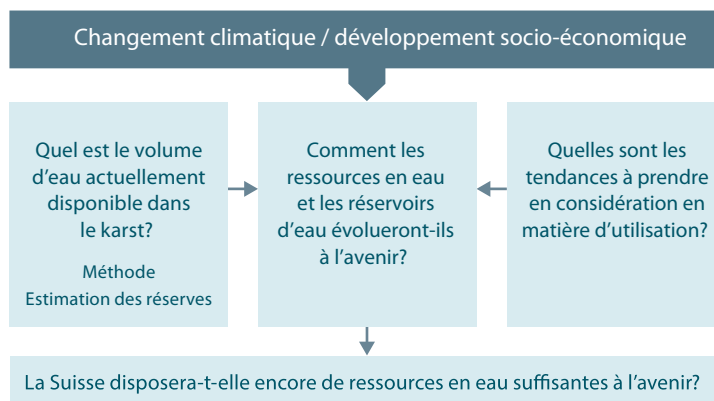 Changement climatique / développement socio-économique
Quel est le volume
d'eau actuellement
disponible dans
le karst?
Méthode
Estimation des réserves
Comment les
ressources en eau
et les réservoirs
d'eau évolueront-ils
à l'avenir?
Quelles sont les
tendances à prendre
en considération en
matière d'utilisation?
La Suisse disposera-t-elle encore de ressources en eau suffisantes à l'avenir?